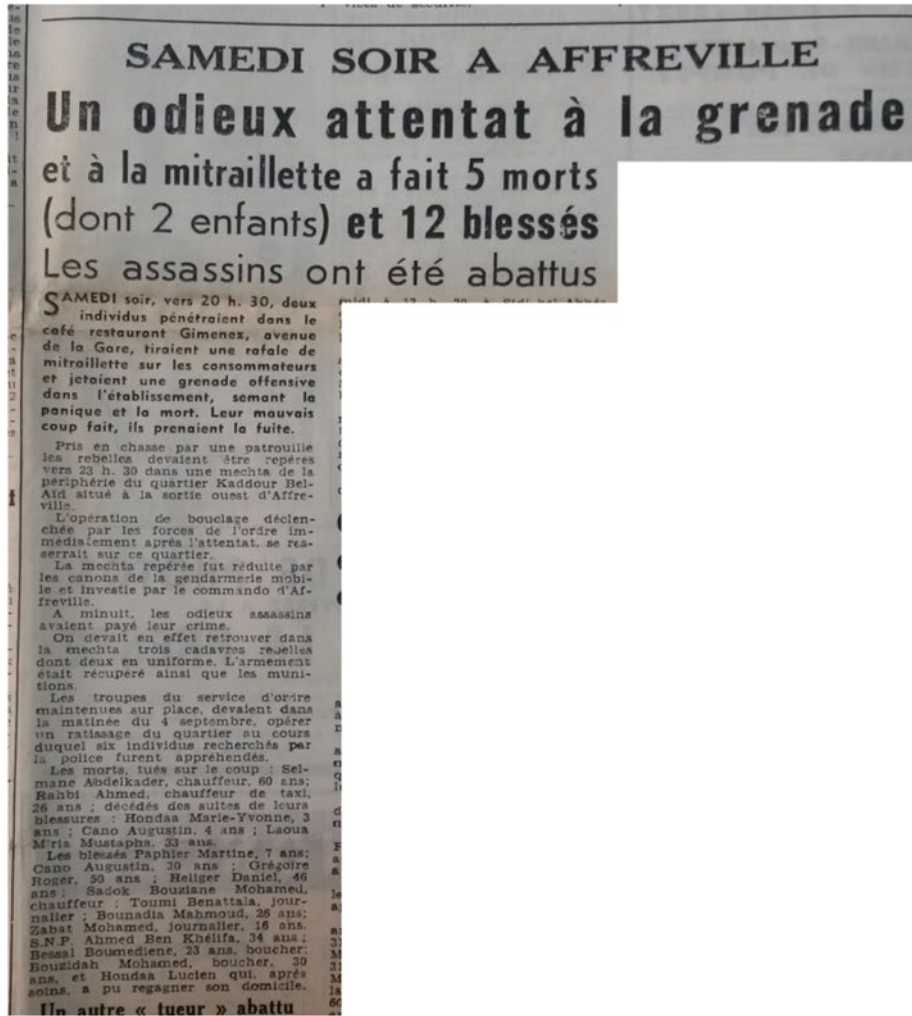 SAMEDI SOIR A AFFREVILLE
Un odieux attentat à la grenade
et à la mitraillette a fait 5 morts
(dont 2 enfants) et 12 blessés
Les assassins ont été abattus
SAMEDI soir, vers 20 h. 30, deux
individus pénétraient dans le
café restaurant Gimenez, avenue
de la Gare, tiraient une rafale de
mitraillette sur les consommateurs
et jetaient une grenade offensive
dans l'établissement, semant la
panique et la mort. Leur mauvais
coup fait, ils prenaient la fuite.
Pris en chasse par une patrouille
les rebelles devaient être repérés
vers 23 h. 30 dans une mechta de la
périphérie du quartier Kaddour Bel-
Aïd situé à la sortie ouest d'Affre-
ville.
L'opération de bouclage déclen-
chée par les forces de l'ordre im-
médiatement après l'attentat, se res-
serrait sur ce quartier.
La mechta repérée fut réduite par
les canons de la gendarmerie mobi-
le et investie par le commando d'Af-
freville.
A minuit, les odieux assassins
avaient payé leur crime.
On devait en effet retrouver dans
la mechta trois cadavres rebelles
dont deux en uniforme. L'armement
était récupéré ainsi que les muni-
tions.
Les troupes du service d'ordre
maintenues sur place, devaient dans
la matinée du 4 septembre, opérer
un ratissage du quartier au cours
duquel six individus recherchés par
la police furent appréhendés.
Les morts, tués sur le coup : Sel-
mane Abdelkader, chauffeur, 60 ans;
Rahbi Ahmed, chauffeur de taxi,
26 ans ; décédés des suites de leurs
blessures : Hondaa Marie-Yvonne, 3
ans ; Cano Augustin, 4 ans ; Laoua
M'ris Mustapha, 33 ans.
Les blessés Paphier Martine, 7 ans;
Cano Augustin, 30 ans ; Grégoire
Roger, 50 ans ; Heliger Daniel, 46
ans ; Sadok Bouziane Mohamed,
chauffeur ; Toumi Benattala, jour-
nalier ; Bounadia Mahmoud, 26 ans;
Zabat Mohamed, journalier, 16 ans.
S.N.P. Ahmed Ben Khélifa, 34 ans ;
Bessal Boumediene, 23 ans, boucher;
Bouzidah Mohamed, boucher, 30
ans, et Hondaa Lucien qui, après
soins, a pu regagner son domicile.
Un autre « tueur » abattu